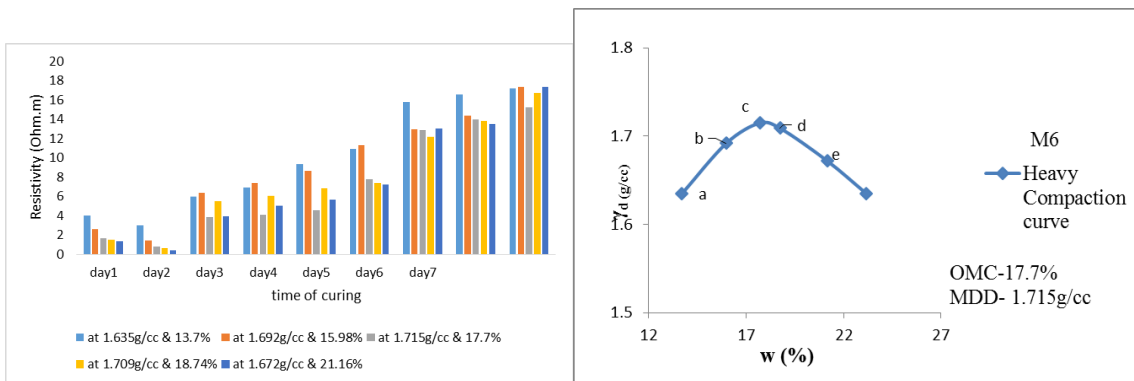 Resistivity (Ohm.m)
18
16
14
12
10
8
6
4
2
0
day1 day2 day3 day4 day5 day6 day7
time of curing
at 1.635g/cc & 13.7% at 1.692g/cc & 15.98% at 1.715g/cc & 17.7%
at 1.709g/cc & 18.74% at 1.672g/cc & 21.16%
γd (g/cc)
1.8
1.7
1.6
1.5
12 17 22 27
w (%)
a
b
c
d
e
M6
Heavy
Compaction
curve
OMC-17.7%
MDD- 1.715g/cc